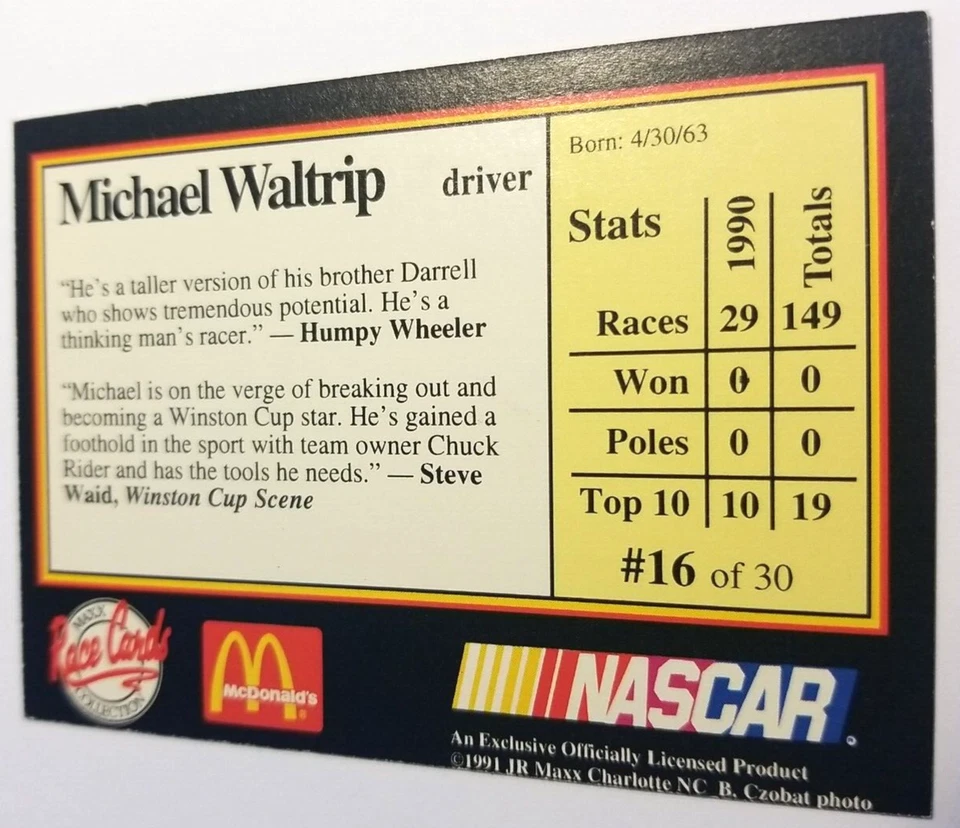 Michael Waltrip driver
"He's a taller version of his brother Darrell
who shows tremendous potential. He's a
thinking man's racer." — Humpy Wheeler
"Michael is on the verge of breaking out and
becoming a Winston Cup star. He's gained a
foothold in the sport with team owner Chuck
Rider and has the tools he needs." — Steve
Waid, Winston Cup Scene
Born: 4/30/63
Stats 1990 Totals
Races 29 149
Won 0 0
Poles 0 0
Top 10 10 19
#16 of 30
MAXX
Race Cards
COLLECTION
McDonald's®
NASCAR®
An Exclusive Officially Licensed Product
©1991 JR Maxx Charlotte NC B. Czobat photo